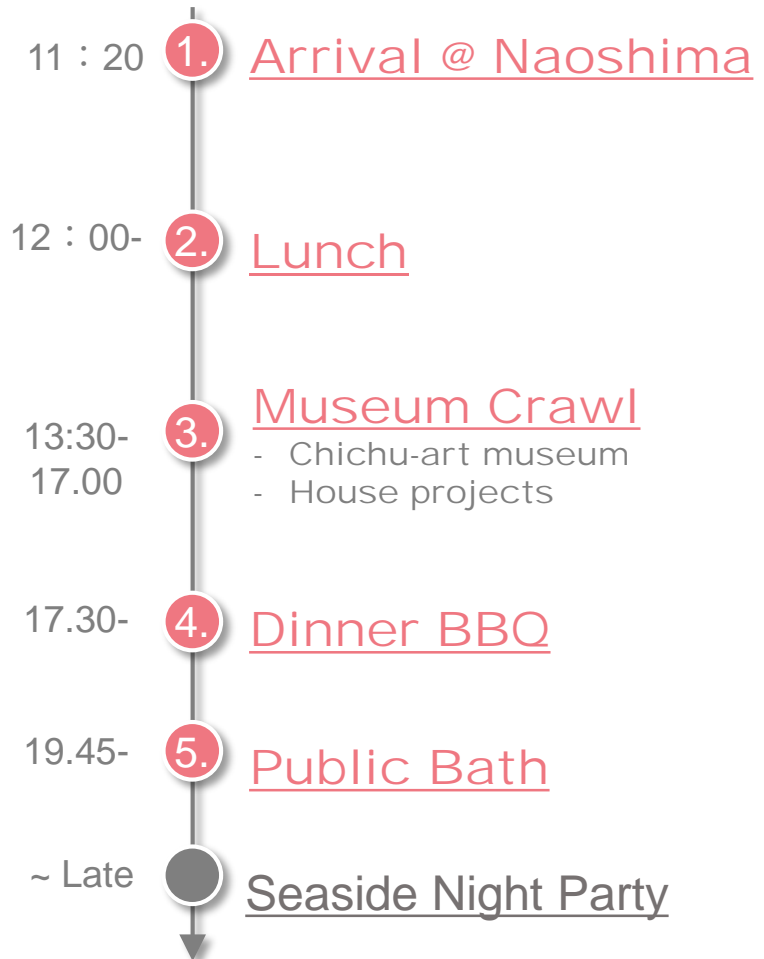 11：20 1. Arrival @ Naoshima
12：00- 2. Lunch
13:30-
17.00
3. Museum Crawl
- Chichu-art museum
- House projects
17.30- 4. Dinner BBQ
19.45- 5. Public Bath
~ Late Seaside Night Party